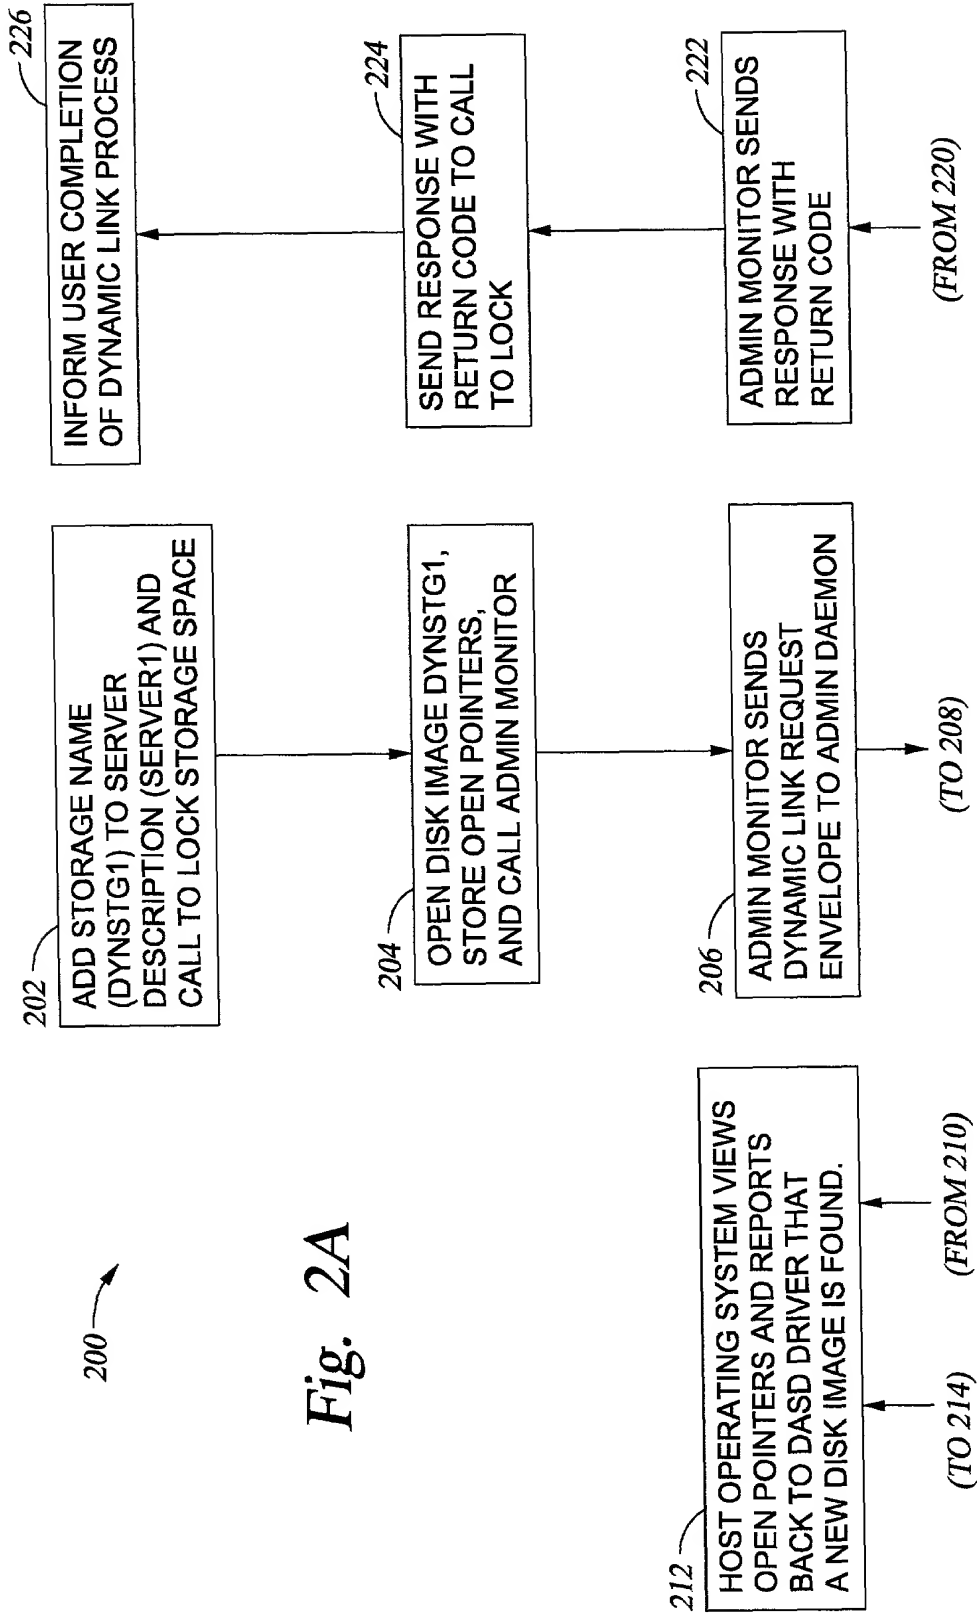 200
Fig. 2A
202
ADD STORAGE NAME
(DYNSTG1) TO SERVER
DESCRIPTION (SERVER1) AND
CALL TO LOCK STORAGE SPACE
204
OPEN DISK IMAGE DYNSTG1,
STORE OPEN POINTERS,
AND CALL ADMIN MONITOR
206
ADMIN MONITOR SENDS
DYNAMIC LINK REQUEST
ENVELOPE TO ADMIN DAEMON
(TO 208)
212
HOST OPERATING SYSTEM VIEWS
OPEN POINTERS AND REPORTS
BACK TO DASD DRIVER THAT
A NEW DISK IMAGE IS FOUND.
(TO 214)
(FROM 210)
226
INFORM USER COMPLETION
OF DYNAMIC LINK PROCESS
224
SEND RESPONSE WITH
RETURN CODE TO CALL
TO LOCK
222
ADMIN MONITOR SENDS
RESPONSE WITH
RETURN CODE
(FROM 220)